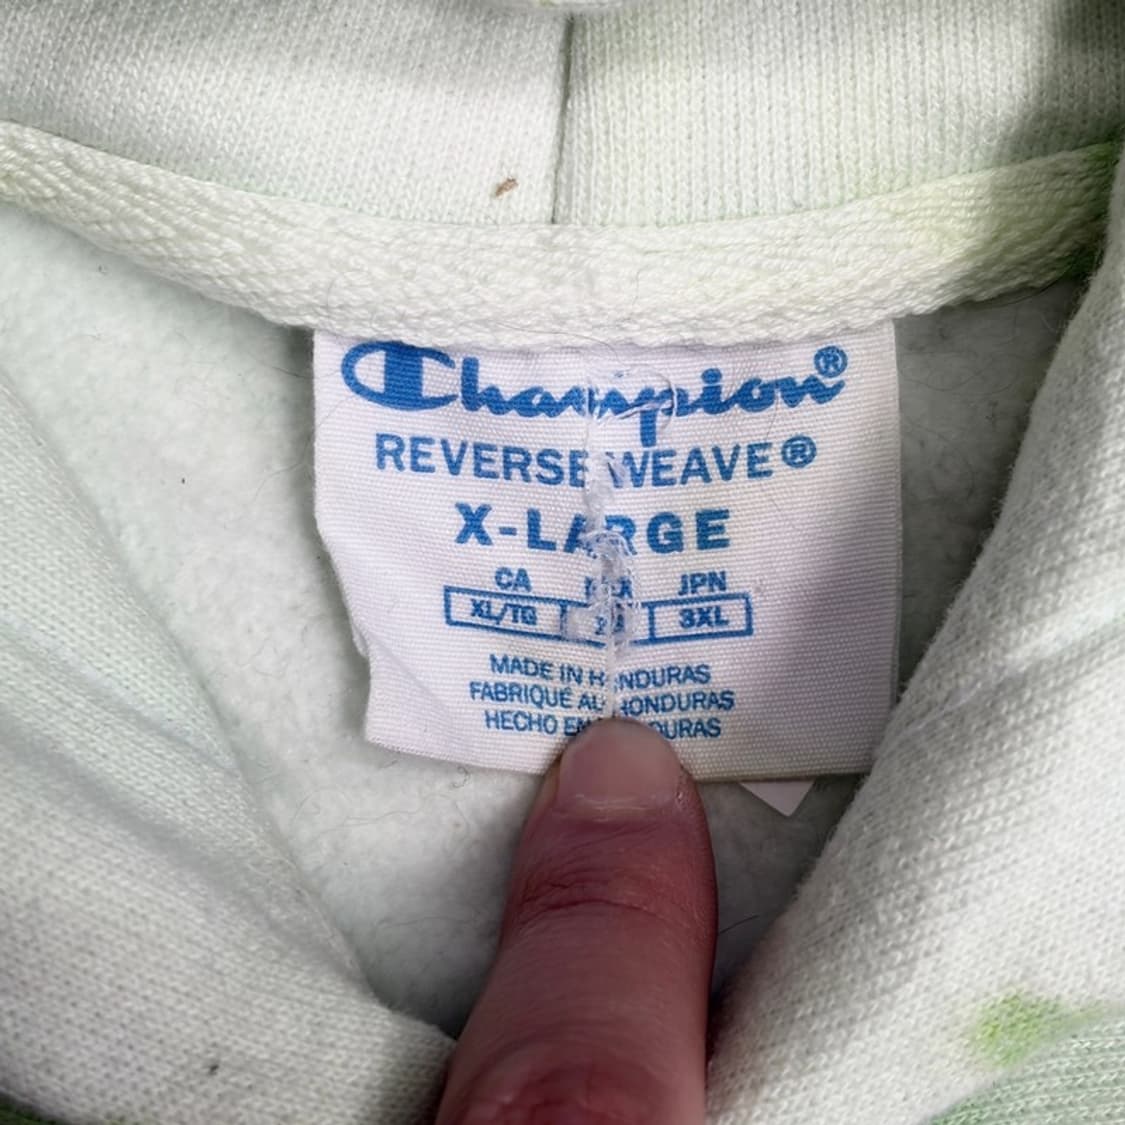 Champion®
REVERSE WEAVE®
X-LARGE
CA JPN
XL/TG 3XL
MADE IN HONDURAS
FABRIQUÉ AU HONDURAS
HECHO EN HONDURAS